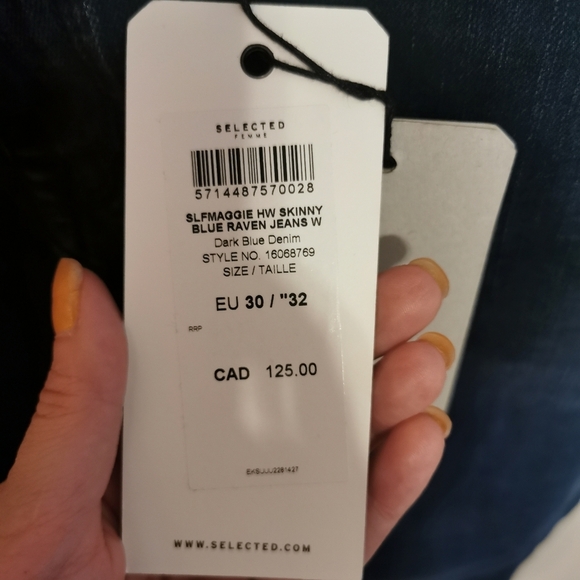 SELECTED
FEMME
5714487570028
SLFMAGGIE HW SKINNY
BLUE RAVEN JEANS W
Dark Blue Denim
STYLE NO. 16068769
SIZE / TAILLE
EU 30 / "32
RRP
CAD 125.00
WWW.SELECTED.COM